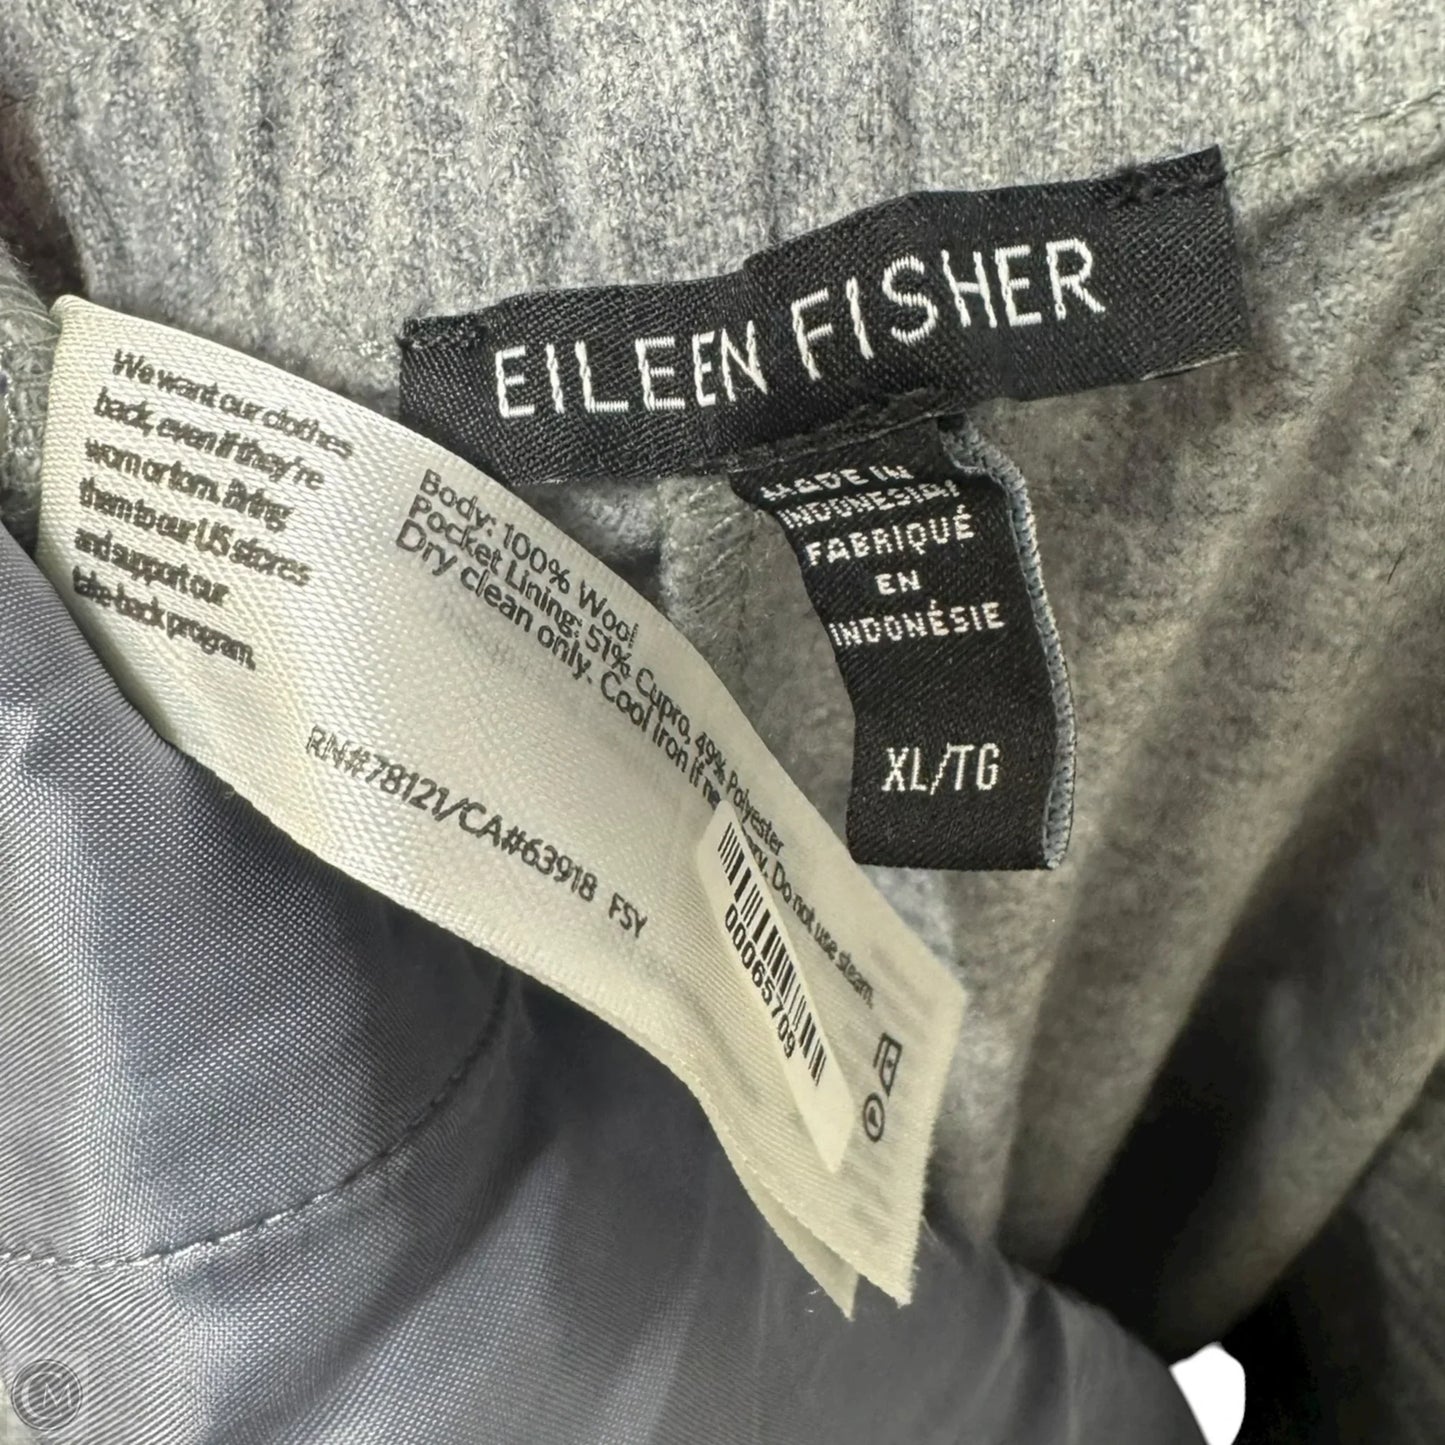 EILEEN FISHER
MADE IN
INDONESIA/
FABRIQUÉ
EN
INDONÉSIE
XL/TG
We want our clothes
back, even if they're
worn or torn. Bring
them to our US stores
and support our
take-back program.
Body: 100% Wool
Pocket Lining: 51% Cupro, 49% Polyester
Dry clean only. Cool Iron if Do not use steam.
RN#78121/CA#63918 FSY
00065709
M